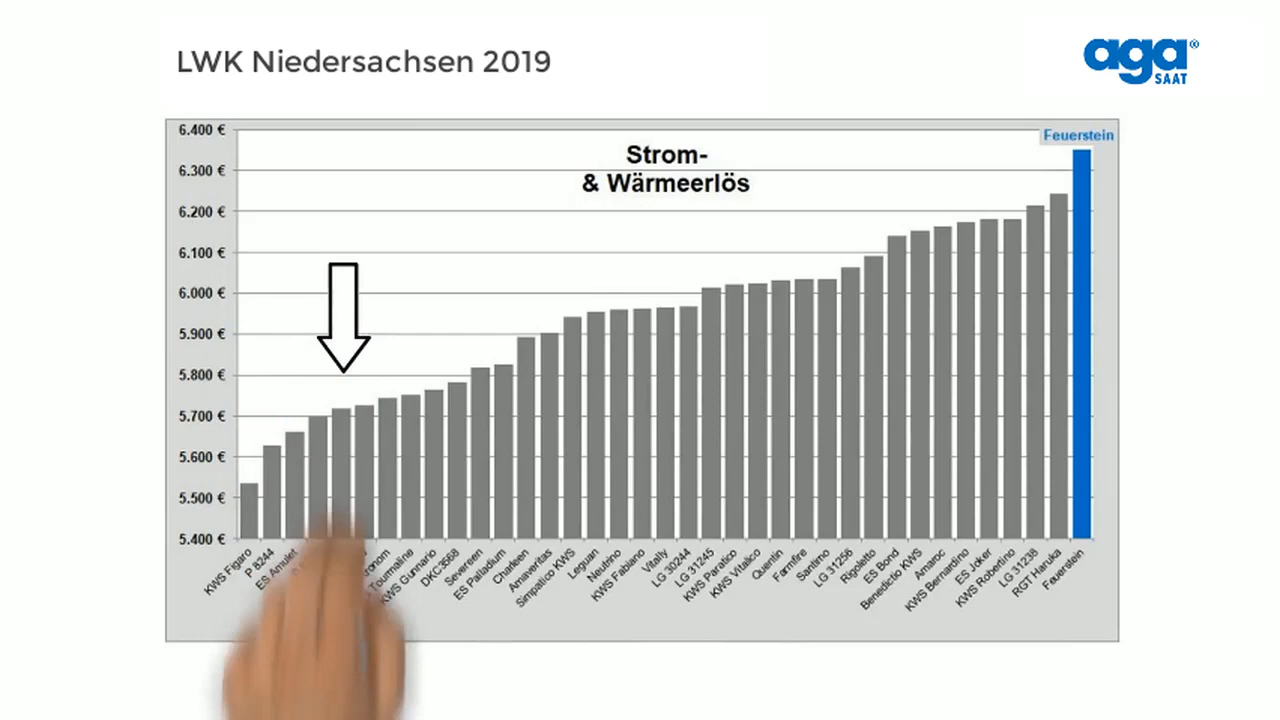 LWK Niedersachsen 2019
aga®
SAAT
Feuerstein
Strom-
& Wärmeerlös
6.400 €
6.300 €
6.200 €
6.100 €
6.000 €
5.900 €
5.800 €
5.700 €
5.600 €
5.500 €
5.400 €
KWS Figaro
P 8244
ES Amulet
Tourmaline
KWS Gunnario
DKC3568
Severeen
ES Palladium
Charleen
Amaveritas
Simpatico KWS
Leguan
Neutrino
KWS Fabiano
Vitally
LG 30244
LG 31245
KWS Paratico
KWS Vitalico
Quentin
Farmfire
Santimo
LG 31256
Rigoletto
ES Bond
Benedictio KWS
Amaroc
KWS Bernardino
ES Joker
KWS Robertino
LG 31238
RGT Haruka
Feuerstein